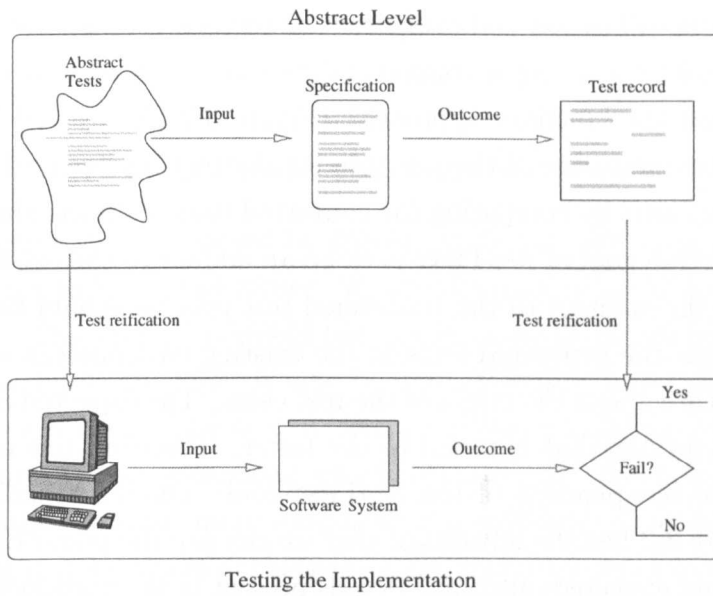 Abstract Level
Abstract
Tests
Input
Specification
Outcome
Test record
Test reification
Test reification
Input
Software System
Outcome
Fail?
Yes
No
Testing the Implementation